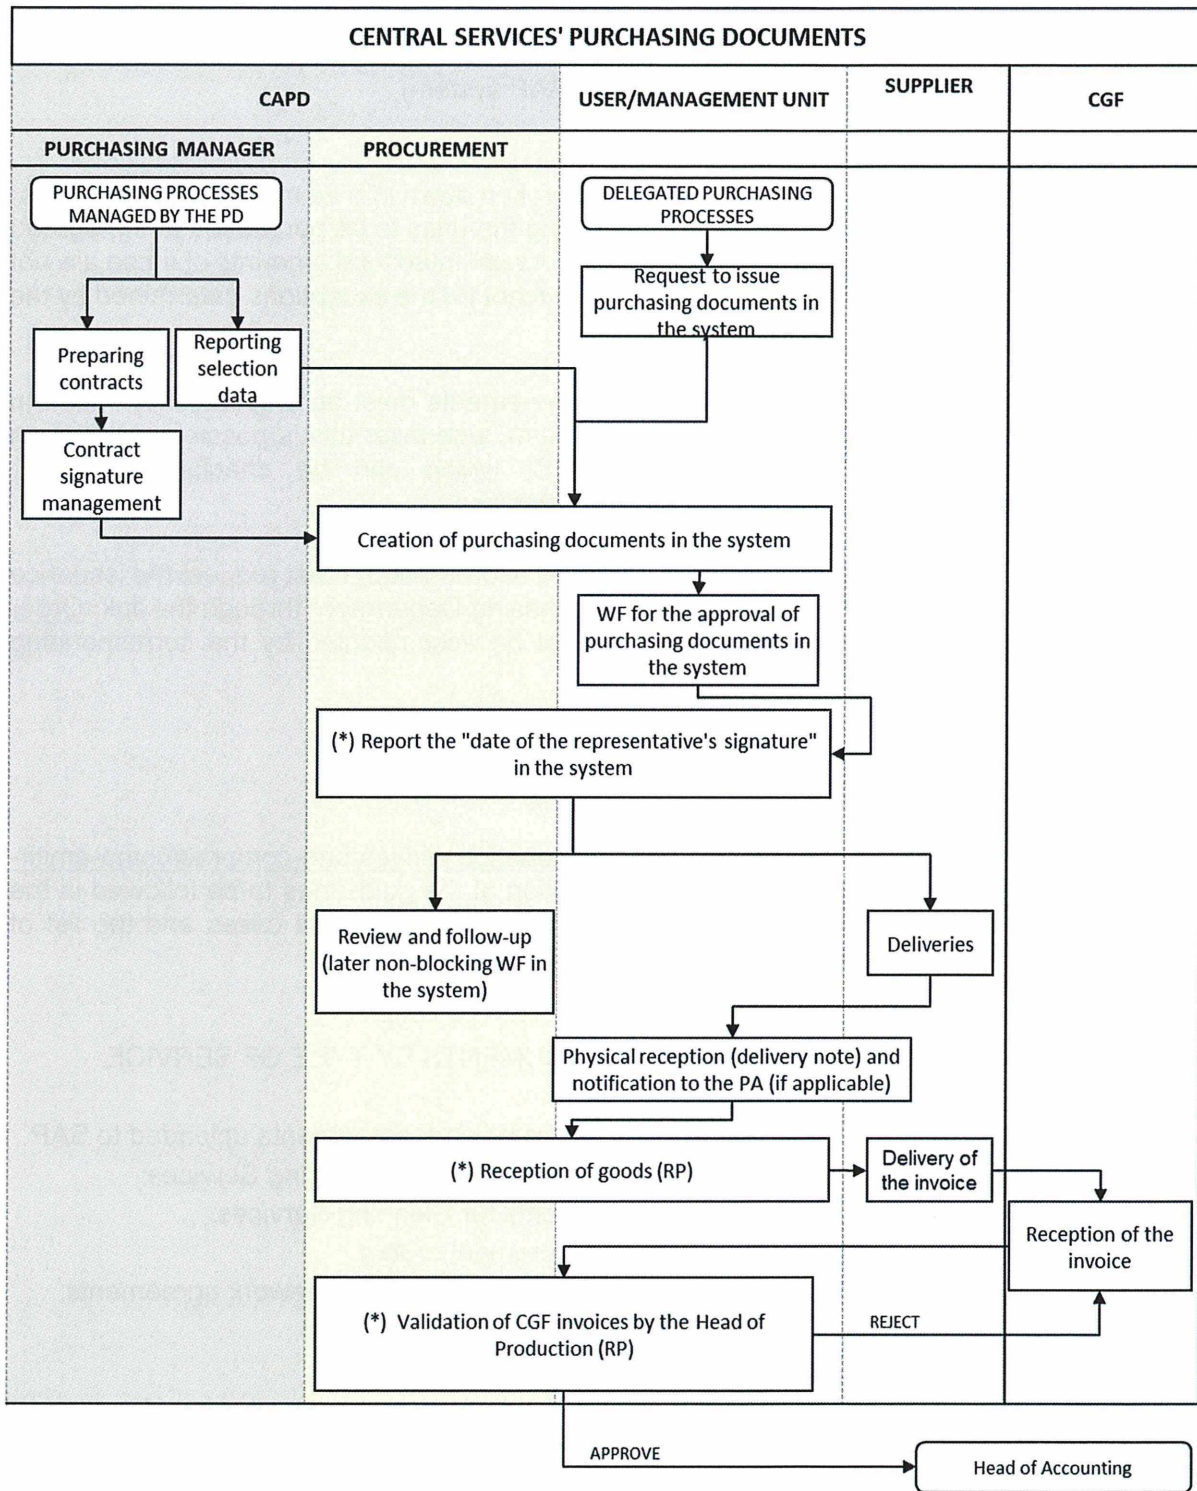 CENTRAL SERVICES' PURCHASING DOCUMENTS
CAPD
USER/MANAGEMENT UNIT
SUPPLIER
CGF
PURCHASING MANAGER
PROCUREMENT
PURCHASING PROCESSES
MANAGED BY THE PD
DELEGATED PURCHASING
PROCESSES
Request to issue
purchasing documents in
the system
Preparing
contracts
Reporting
selection
data
Contract
signature
management
Creation of purchasing documents in the system
WF for the approval of
purchasing documents in
the system
(*) Report the "date of the representative's signature"
in the system
Review and follow-up
(later non-blocking WF in
the system)
Deliveries
Physical reception (delivery note) and
notification to the PA (if applicable)
(*) Reception of goods (RP)
Delivery of
the invoice
Reception of the
invoice
(*) Validation of CGF invoices by the Head of
Production (RP)
REJECT
APPROVE
Head of Accounting